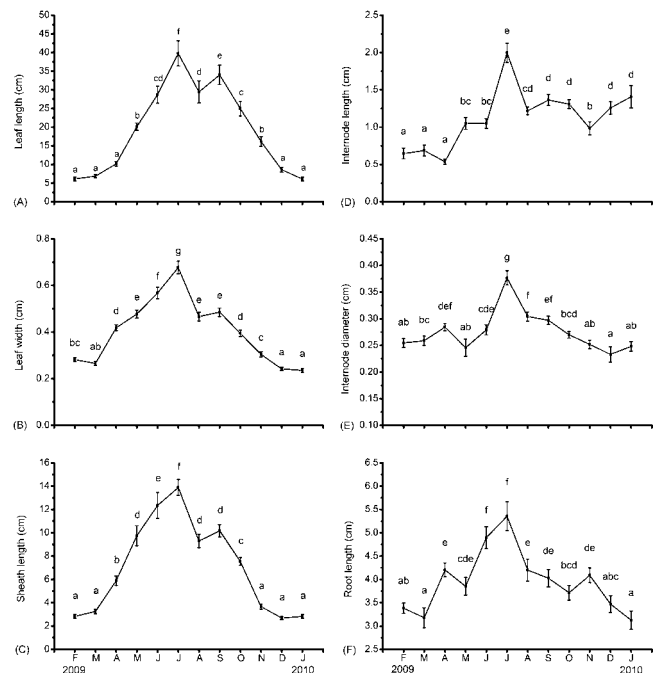 Leaf length (cm)
50
45
40
35
30
25
20
15
10
5
0
a a a b cd f d e c b a a
(A)
Internode length (cm)
2.5
2.0
1.5
1.0
0.5
0.0
a a a bc bc e cd d d b d d
(D)
Leaf width (cm)
0.8
0.6
0.4
0.2
0.0
bc ab d e f g e e d c a a
(B)
Internode diameter (cm)
0.45
0.40
0.35
0.30
0.25
0.20
0.15
0.10
ab bc def ab cde g f ef bcd ab a ab
(E)
Sheath length (cm)
16
14
12
10
8
6
4
2
0
a a b d e f d d c a a a
(C)
F M A M J J A S O N D J
2009 2010
Root length (cm)
6.5
6.0
5.5
5.0
4.5
4.0
3.5
3.0
2.5
ab a e cde f f e de bcd de abc a
(F)
F M A M J J A S O N D J
2009 2010